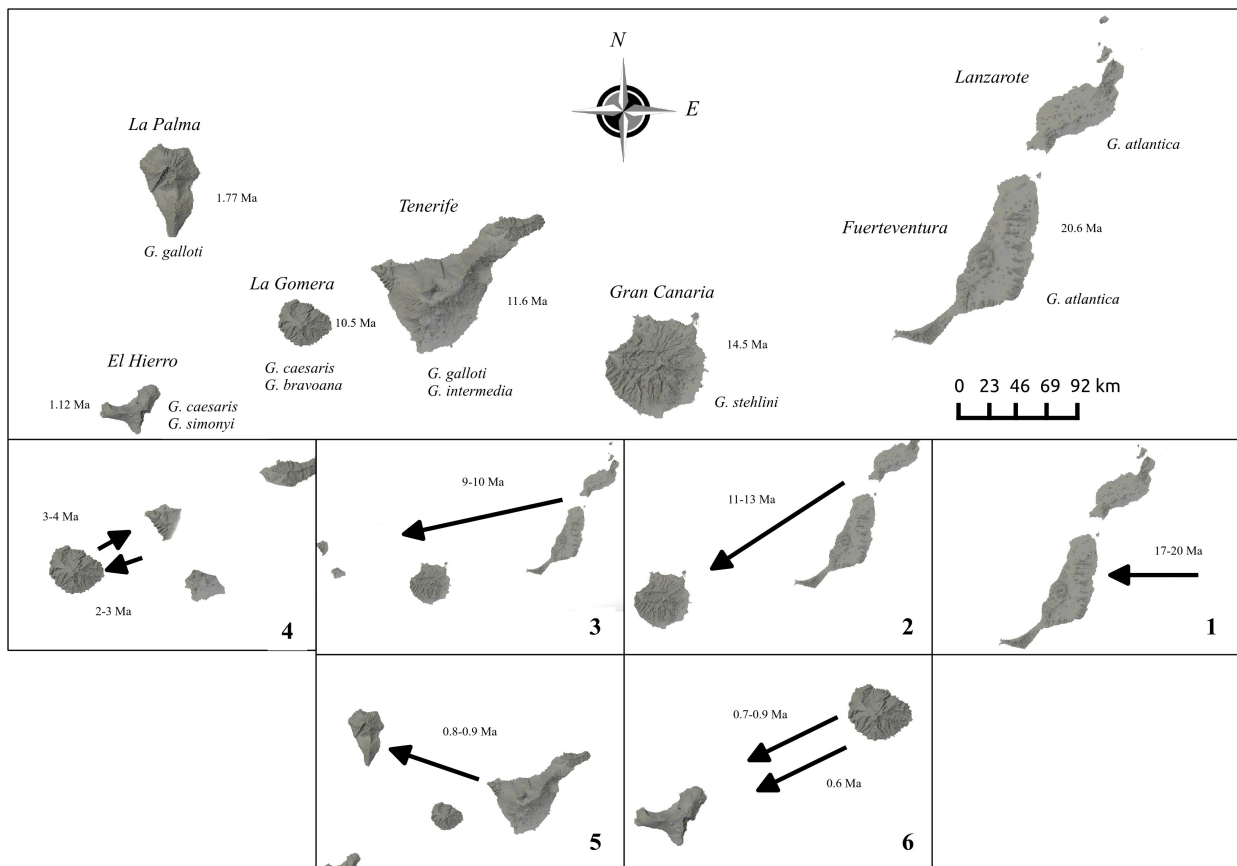 N
E
Lanzarote
La Palma
G. atlantica
1.77 Ma
Tenerife
Fuerteventura
20.6 Ma
G. galloti
La Gomera
Gran Canaria
11.6 Ma
G. atlantica
10.5 Ma
14.5 Ma
El Hierro
G. caesaris
G. bravoana
G. galloti
G. intermedia
1.12 Ma
G. caesaris
G. simonyi
G. stehlini
0 23 46 69 92 km
3-4 Ma
2-3 Ma
4
9-10 Ma
3
11-13 Ma
2
17-20 Ma
1
0.8-0.9 Ma
5
0.7-0.9 Ma
0.6 Ma
6